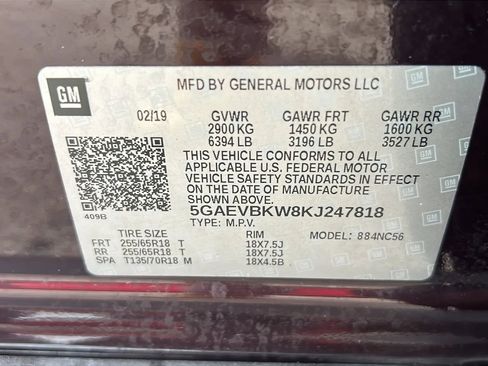 GM
MFD BY GENERAL MOTORS LLC
02/19 GVWR GAWR FRT GAWR RR
2900 KG 1450 KG 1600 KG
6394 LB 3196 LB 3527 LB
THIS VEHICLE CONFORMS TO ALL
APPLICABLE U.S. FEDERAL MOTOR
VEHICLE SAFETY STANDARDS IN EFFECT
ON THE DATE OF MANUFACTURE
SHOWN ABOVE.
5GAEVBKW8KJ247818
409B TYPE: M.P.V. MODEL: 884NC56
TIRE SIZE RIM
FRT 255/65R18 T 18X7.5J
RR 255/65R18 T 18X7.5J
SPA T135/70R18 M 18X4.5B